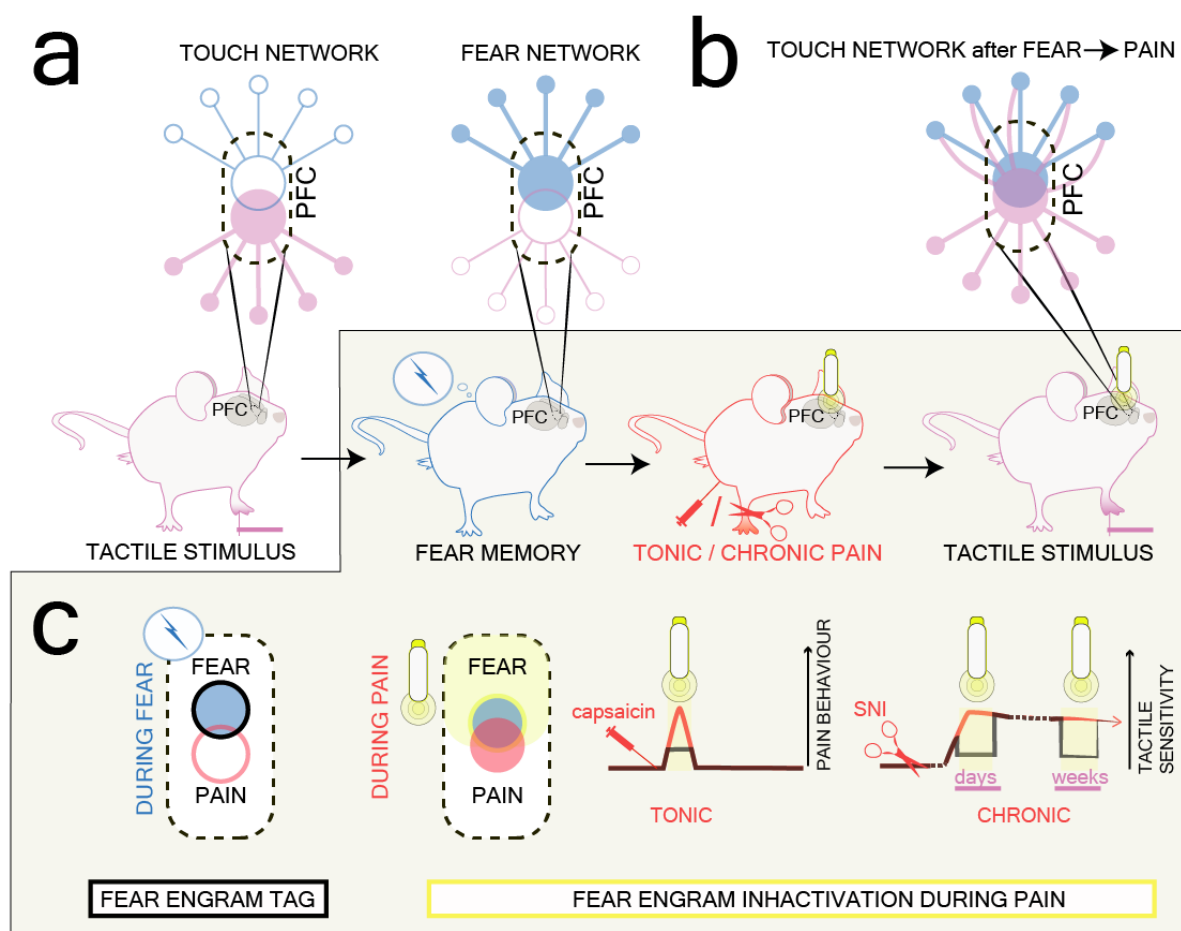 a
TOUCH NETWORK
FEAR NETWORK
b
TOUCH NETWORK after FEAR → PAIN
PFC
PFC
PFC
PFC
PFC
PFC
PFC
TACTILE STIMULUS
FEAR MEMORY
TONIC / CHRONIC PAIN
TACTILE STIMULUS
c
DURING FEAR
FEAR
PAIN
DURING PAIN
FEAR
PAIN
capsaicin
TONIC
PAIN BEHAVIOUR
SNI
days
weeks
CHRONIC
TACTILE
SENSITIVITY
FEAR ENGRAM TAG
FEAR ENGRAM INHACTIVATION DURING PAIN